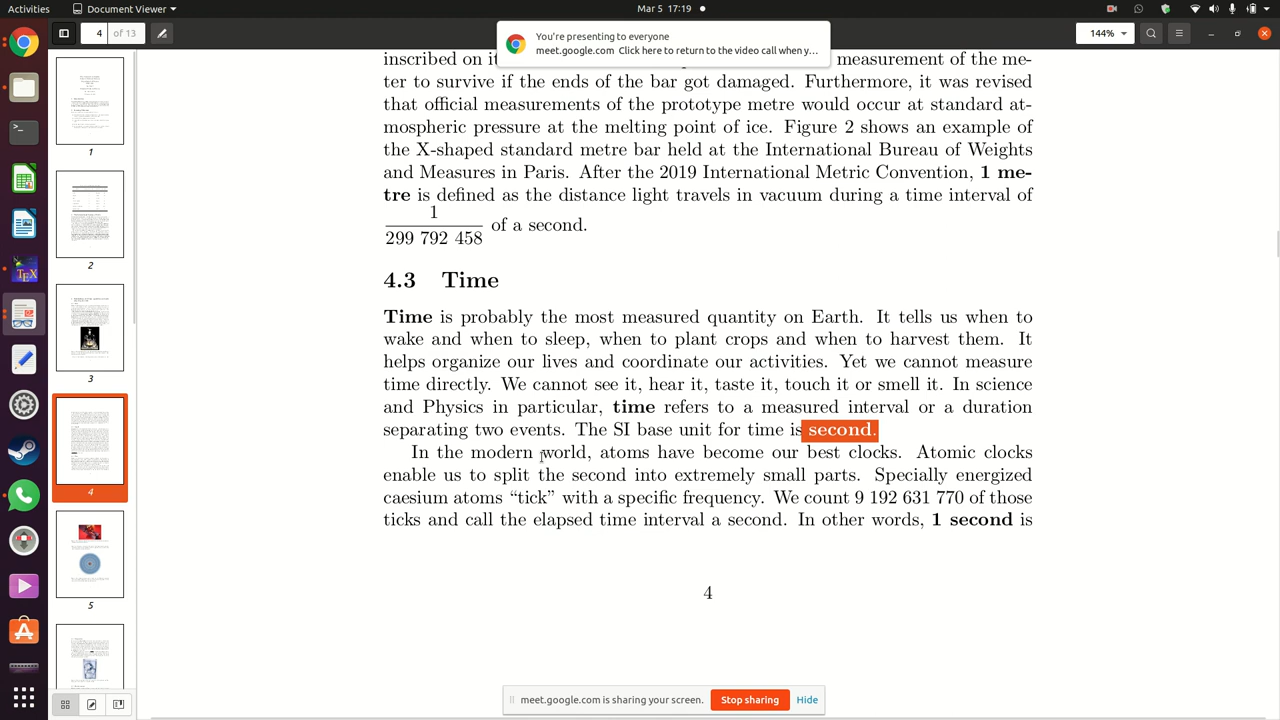 Activities
Document Viewer
Mar 5 17:19
4 of 13
144%
You're presenting to everyone
meet.google.com Click here to return to the video call when y…
inscribed on it measurement of the me-
ter to survive if the ends of the bar got damaged. Furthermore, it was revised
that official measurements of the prototype metre would occur at standard at-
mospheric pressure at the melting point of ice. Figure 2 shows an example of
the X-shaped standard metre bar held at the International Bureau of Weights
and Measures in Paris. After the 2019 International Metric Convention, 1 me-
tre is defined as the distance light travels in vacuum during a time interval of
1
299 792 458 of a second.
4.3 Time
Time is probably the most measured quantity on Earth. It tells us when to
wake and when to sleep, when to plant crops and when to harvest them. It
helps organize our lives and coordinate our activities. Yet we cannot measure
time directly. We cannot see it, hear it, taste it, touch it or smell it. In science
and Physics in particular, time refers to a measured interval or a duration
separating two events. The SI base unit for time is second.
In the modern world, atoms have become our best clocks. Atomic clocks
enable us to split the second into extremely small parts. Specially energized
caesium atoms “tick” with a specific frequency. We count 9 192 631 770 of those
ticks and call the elapsed time interval a second. In other words, 1 second is
4
1
2
3
4
5
TEX
meet.google.com is sharing your screen.
Stop sharing
Hide